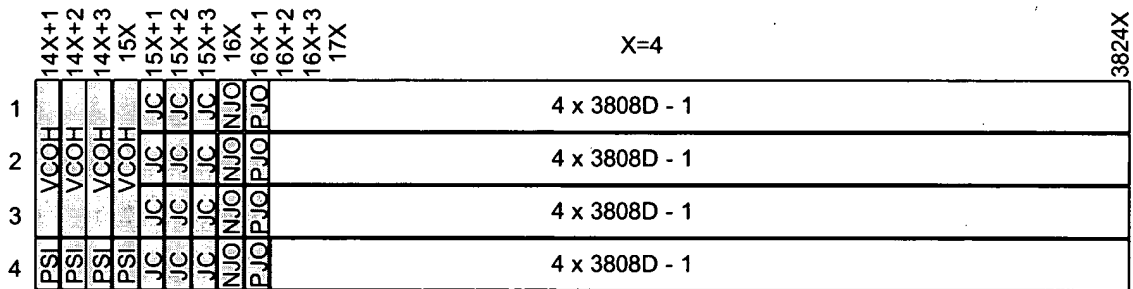 14X+1
14X+2
14X+3
15X
15X+1
15X+2
15X+3
16X
16X+1
16X+2
16X+3
17X
X=4
3824X
1
VCOH
VCOH
VCOH
VCOH
JC
JC
JC
NJO
PJO
4 x 3808D - 1
2
JC
JC
JC
NJO
PJO
4 x 3808D - 1
3
JC
JC
JC
NJO
PJO
4 x 3808D - 1
4
PSI
PSI
PSI
PSI
JC
JC
JC
NJO
PJO
4 x 3808D - 1